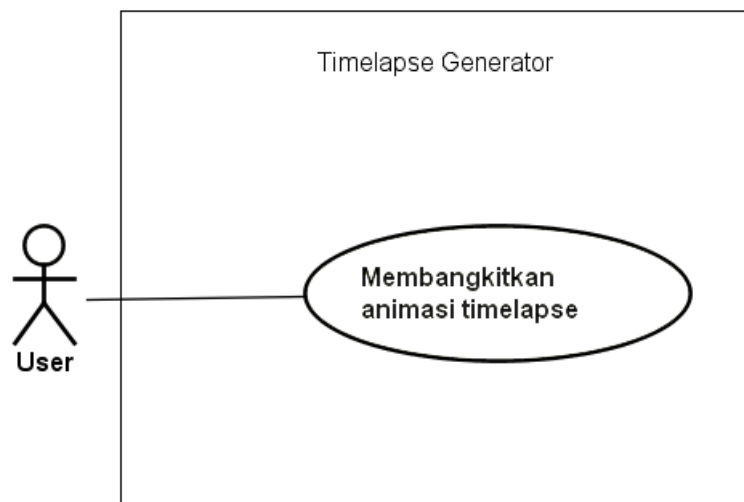 Timelapse Generator
Membangkitkan
animasi timelapse
User